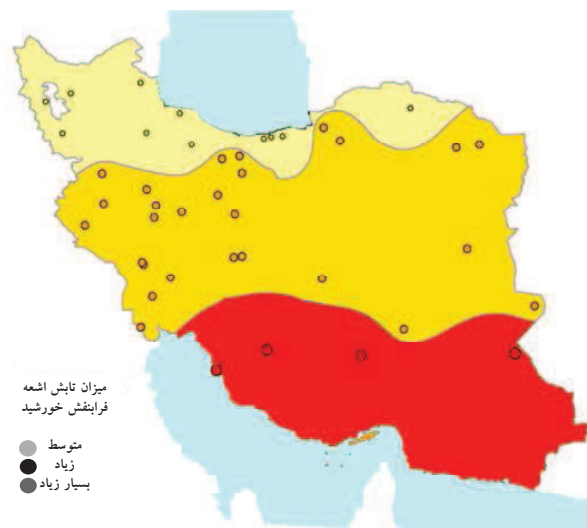 میزان تابش اشعه
فرابنفش خورشید
متوسط
زیاد
بسیار زیاد